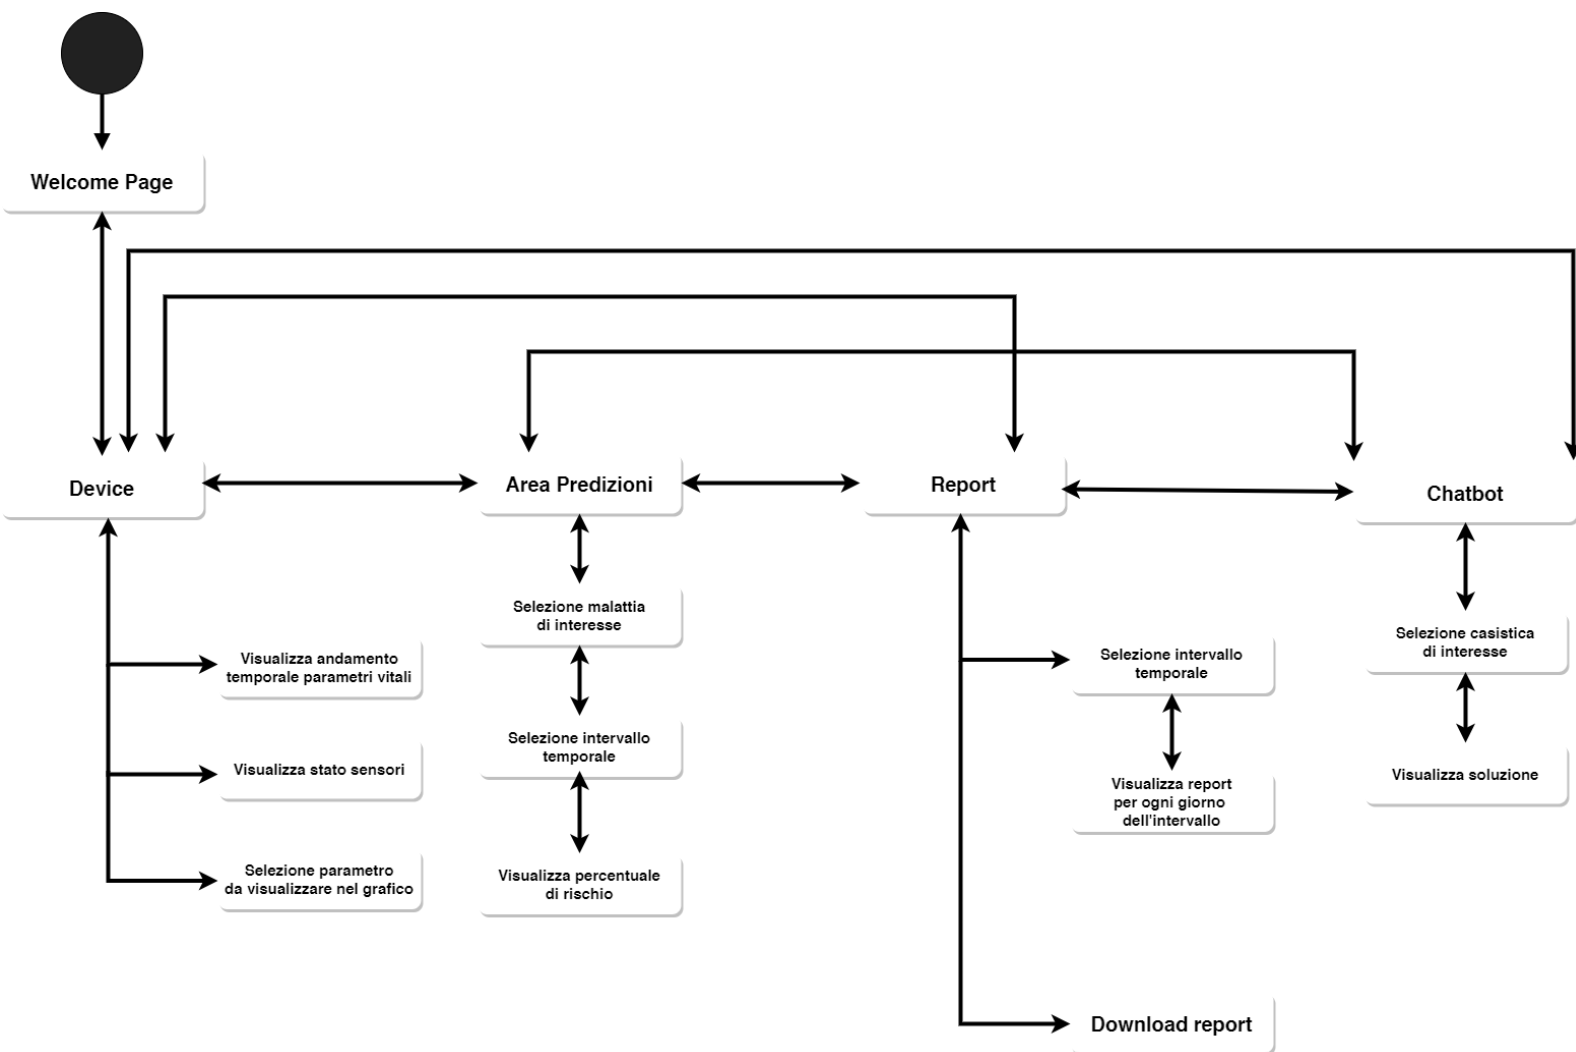 Welcome Page
Device
Area Predizioni
Report
Chatbot
Visualizza andamento
temporale parametri vitali
Visualizza stato sensori
Selezione parametro
da visualizzare nel grafico
Selezione malattia
di interesse
Selezione intervallo
temporale
Visualizza percentuale
di rischio
Selezione intervallo
temporale
Visualizza report
per ogni giorno
dell'intervallo
Download report
Selezione casistica
di interesse
Visualizza soluzione